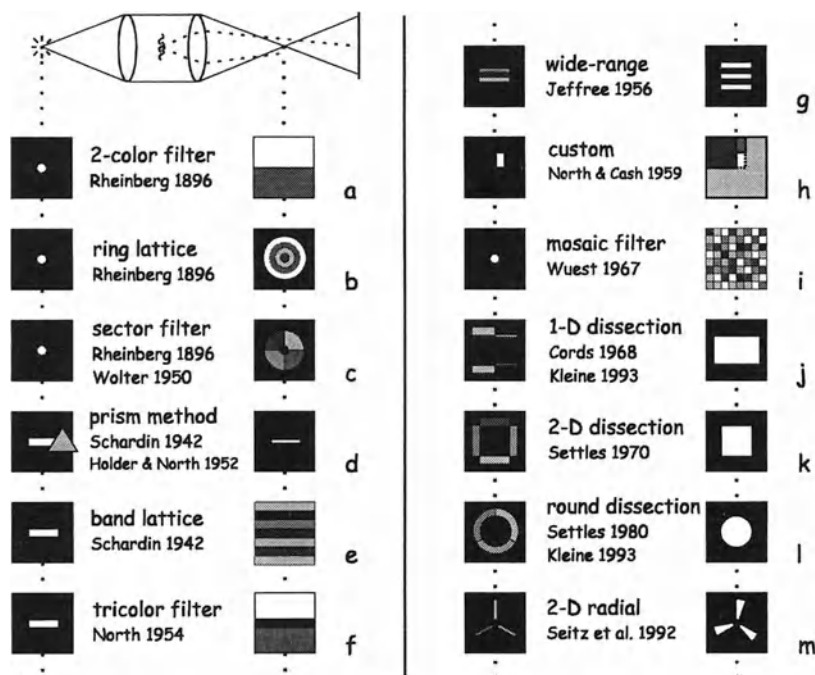 2-color filter
Rheinberg 1896
a
ring lattice
Rheinberg 1896
b
sector filter
Rheinberg 1896
Wolter 1950
c
prism method
Schardin 1942
Holder & North 1952
d
band lattice
Schardin 1942
e
tricolor filter
North 1954
f
wide-range
Jeffree 1956
g
custom
North & Cash 1959
h
mosaic filter
Wuest 1967
i
1-D dissection
Cords 1968
Kleine 1993
j
2-D dissection
Settles 1970
k
round dissection
Settles 1980
Kleine 1993
l
2-D radial
Seitz et al. 1992
m